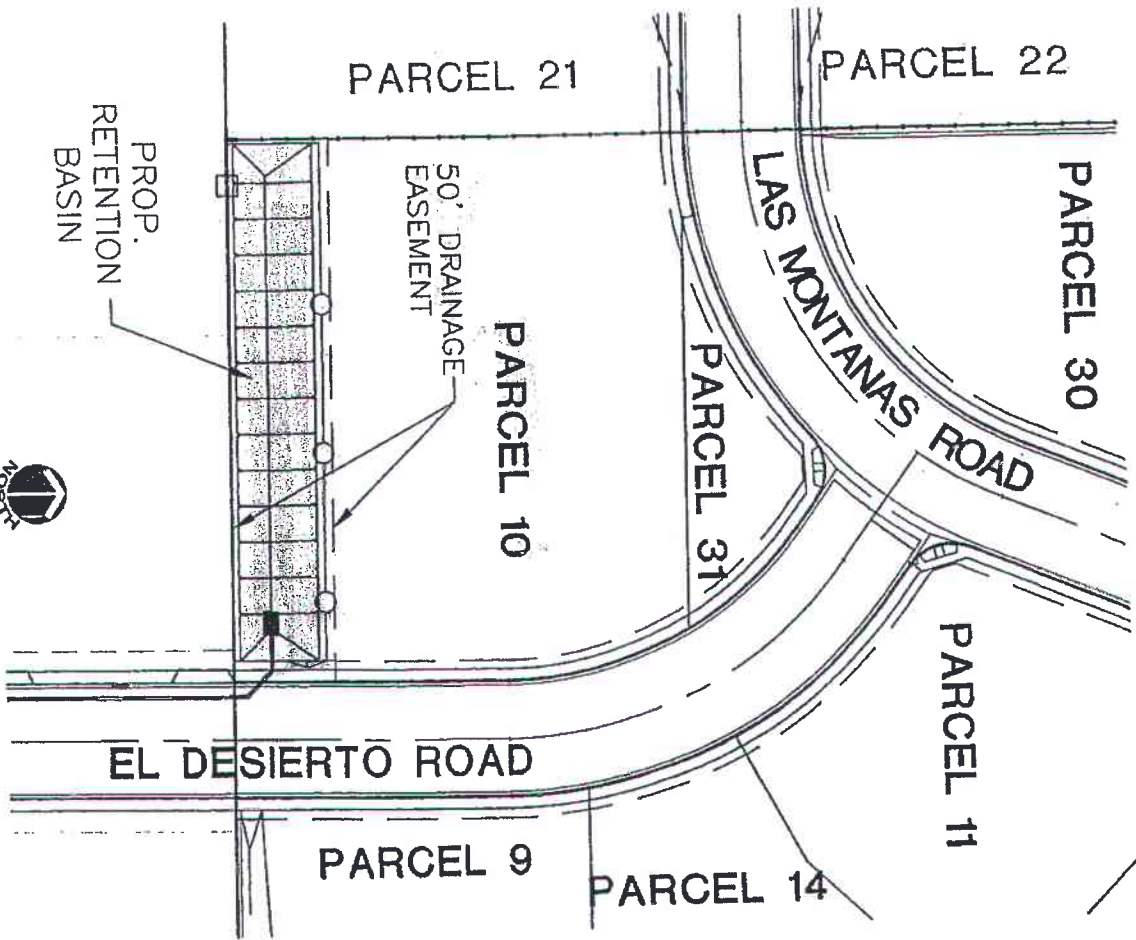 PARCEL 21
PARCEL 22
PARCEL 30
LAS MONTANAS ROAD
PROP.
RETENTION
BASIN
50' DRAINAGE
EASEMENT
PARCEL 10
PARCEL 31
PARCEL 11
NORTH
EL DESIERTO ROAD
PARCEL 9
PARCEL 14